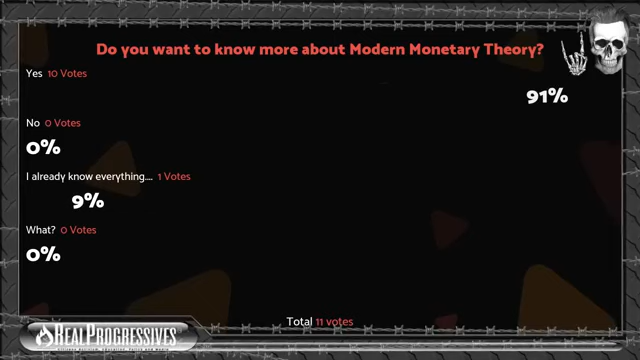 Do you want to know more about Modern Monetary Theory?
Yes 10 Votes
91%
No 0 Votes
0%
I already know everything.... 1 Votes
9%
What? 0 Votes
0%
Total 11 votes
REALPROGRESSIVES